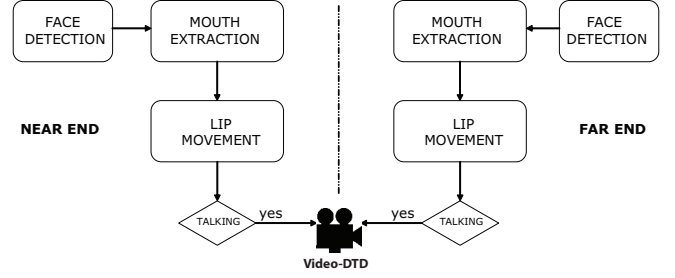 FACE
DETECTION
MOUTH
EXTRACTION
MOUTH
EXTRACTION
FACE
DETECTION
NEAR END
LIP
MOVEMENT
LIP
MOVEMENT
FAR END
TALKING
yes
yes
TALKING
Video-DTD